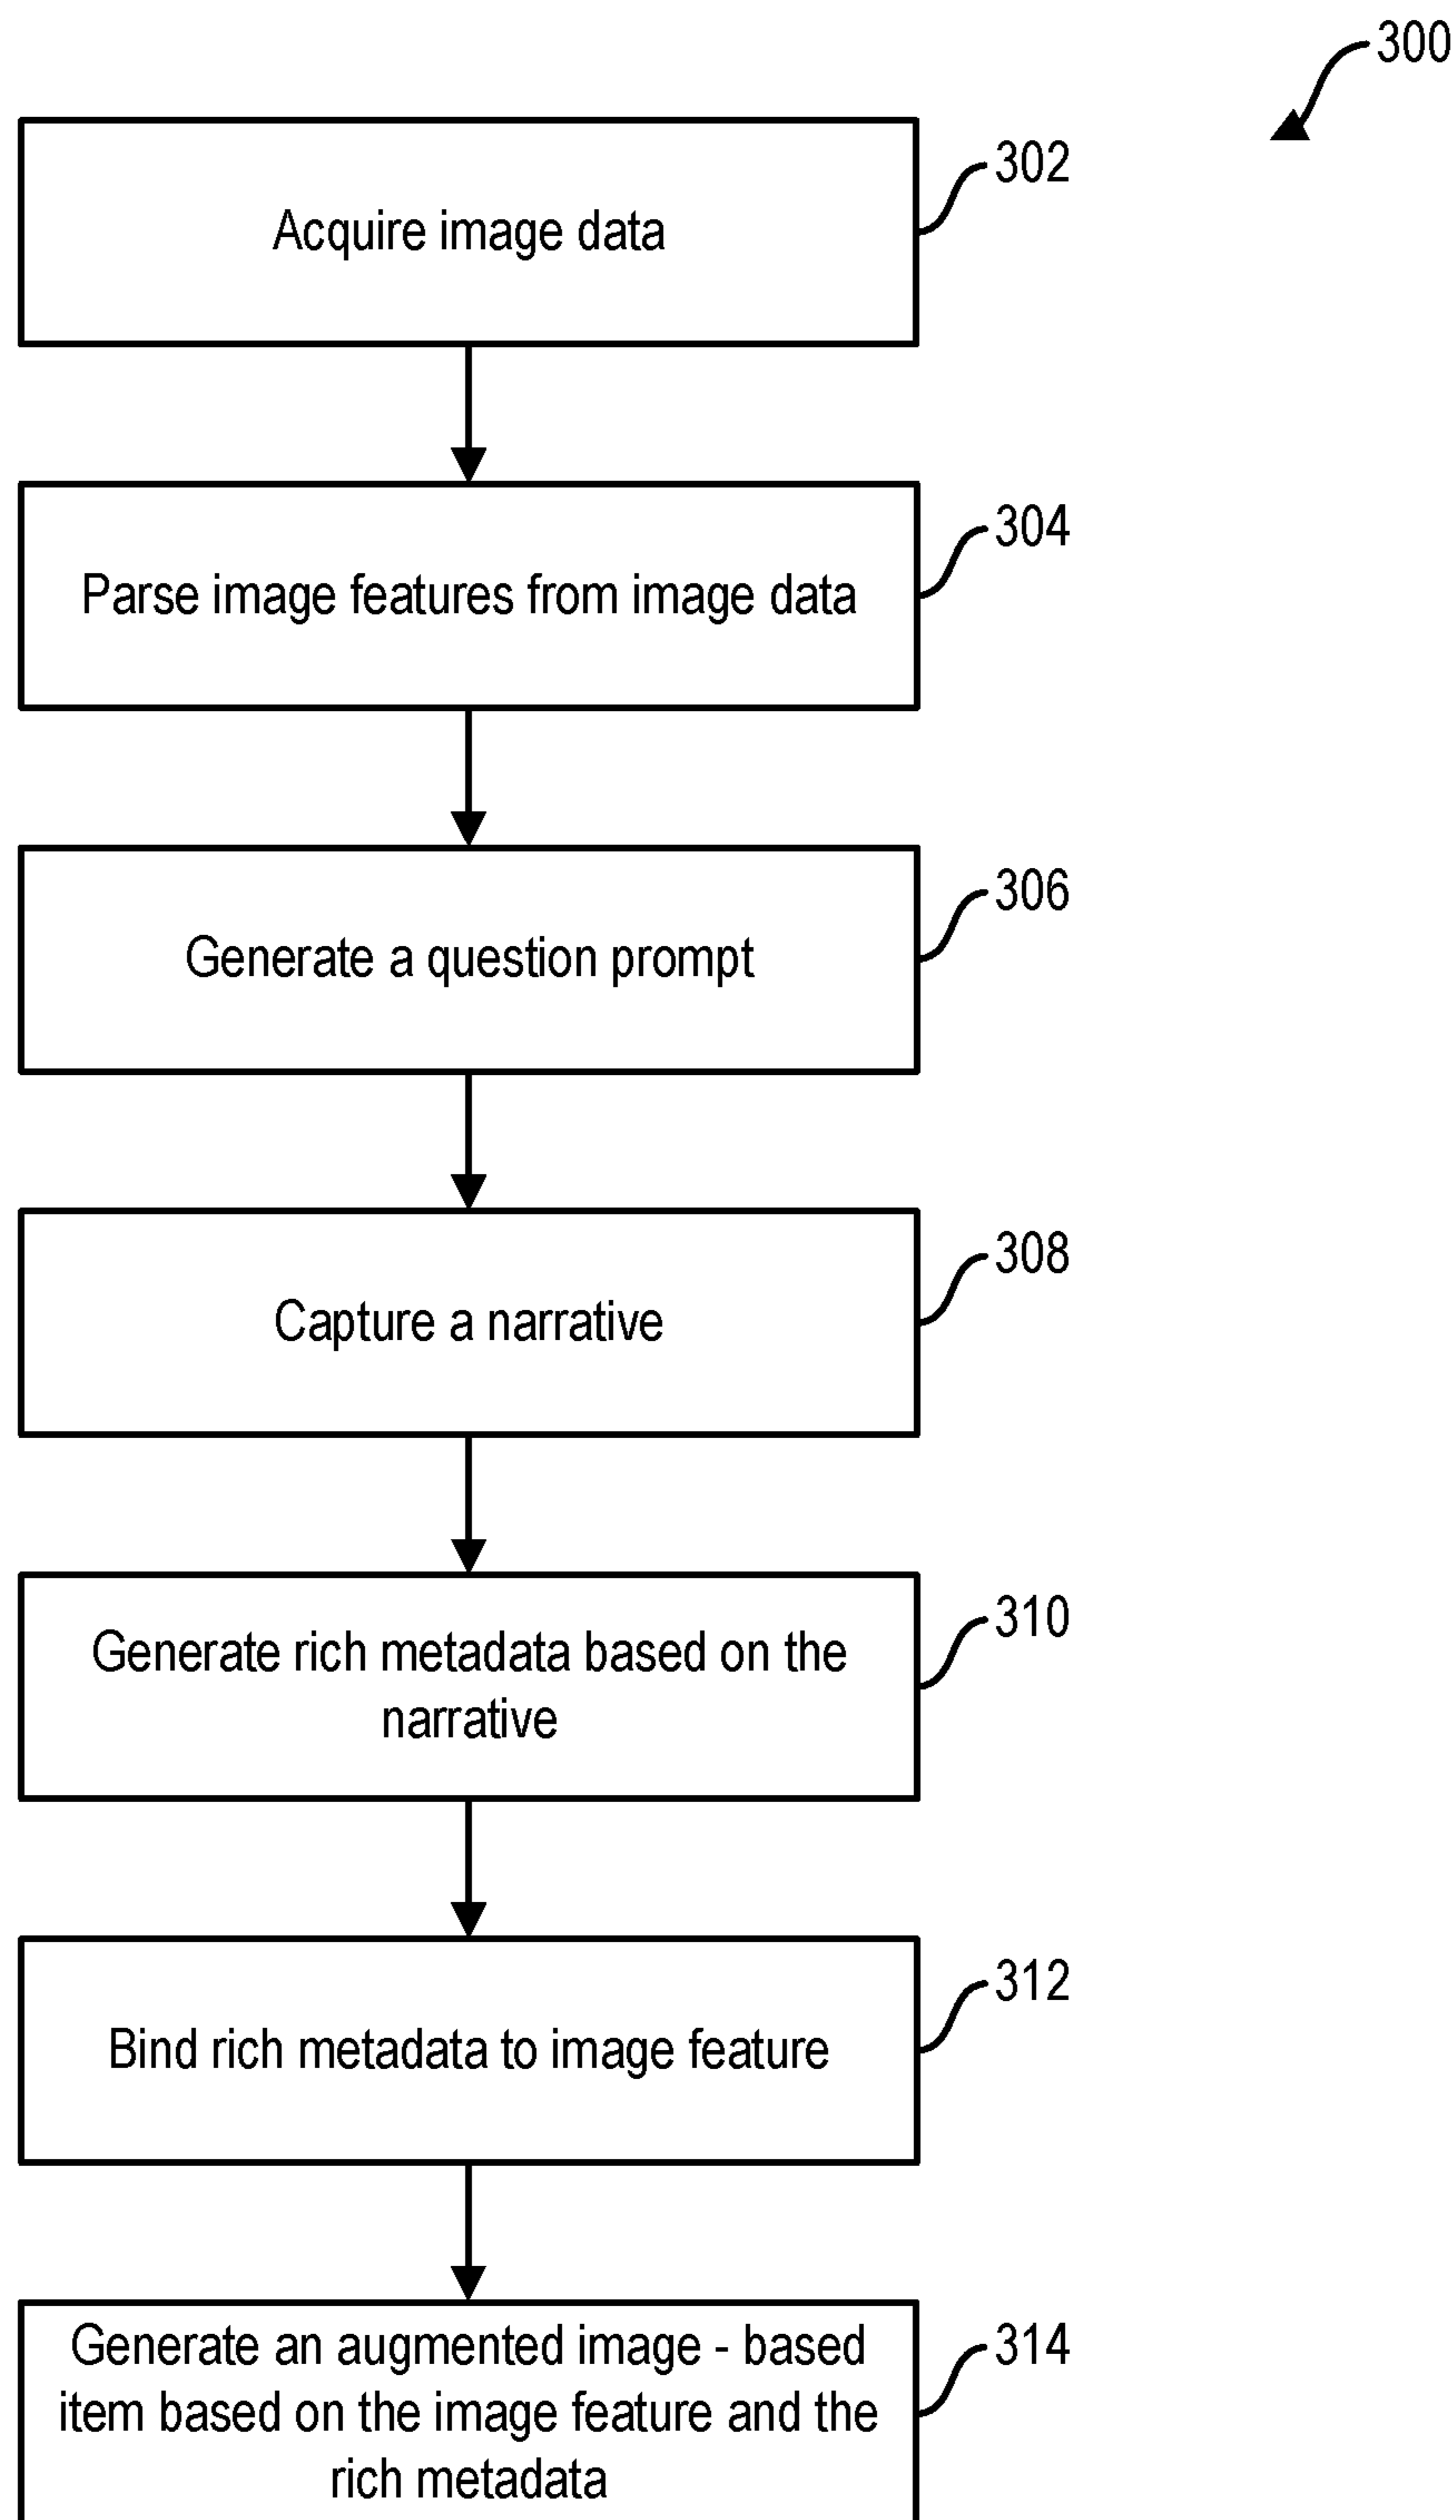 300
302
Acquire image data
304
Parse image features from image data
306
Generate a question prompt
308
Capture a narrative
310
Generate rich metadata based on the
narrative
312
Bind rich metadata to image feature
314
Generate an augmented image - based
item based on the image feature and the
rich metadata